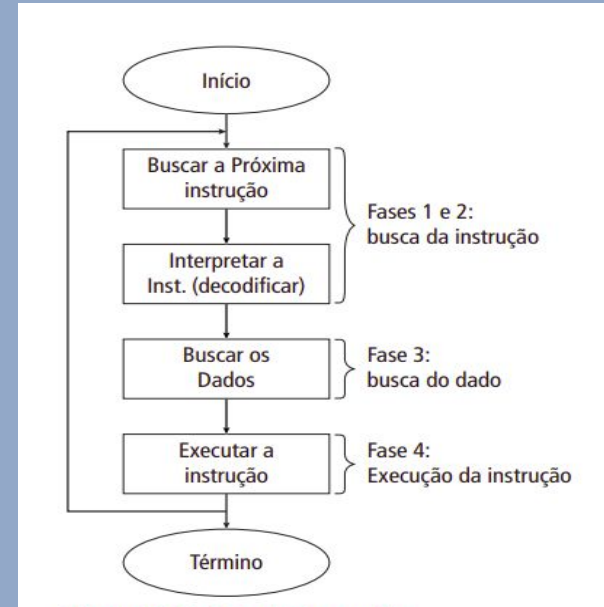 Início
Buscar a Próxima
instrução
Fases 1 e 2:
busca da instrução
Interpretar a
Inst. (decodificar)
Buscar os
Dados
Fase 3:
busca do dado
Executar a
instrução
Fase 4:
Execução da instrução
Término